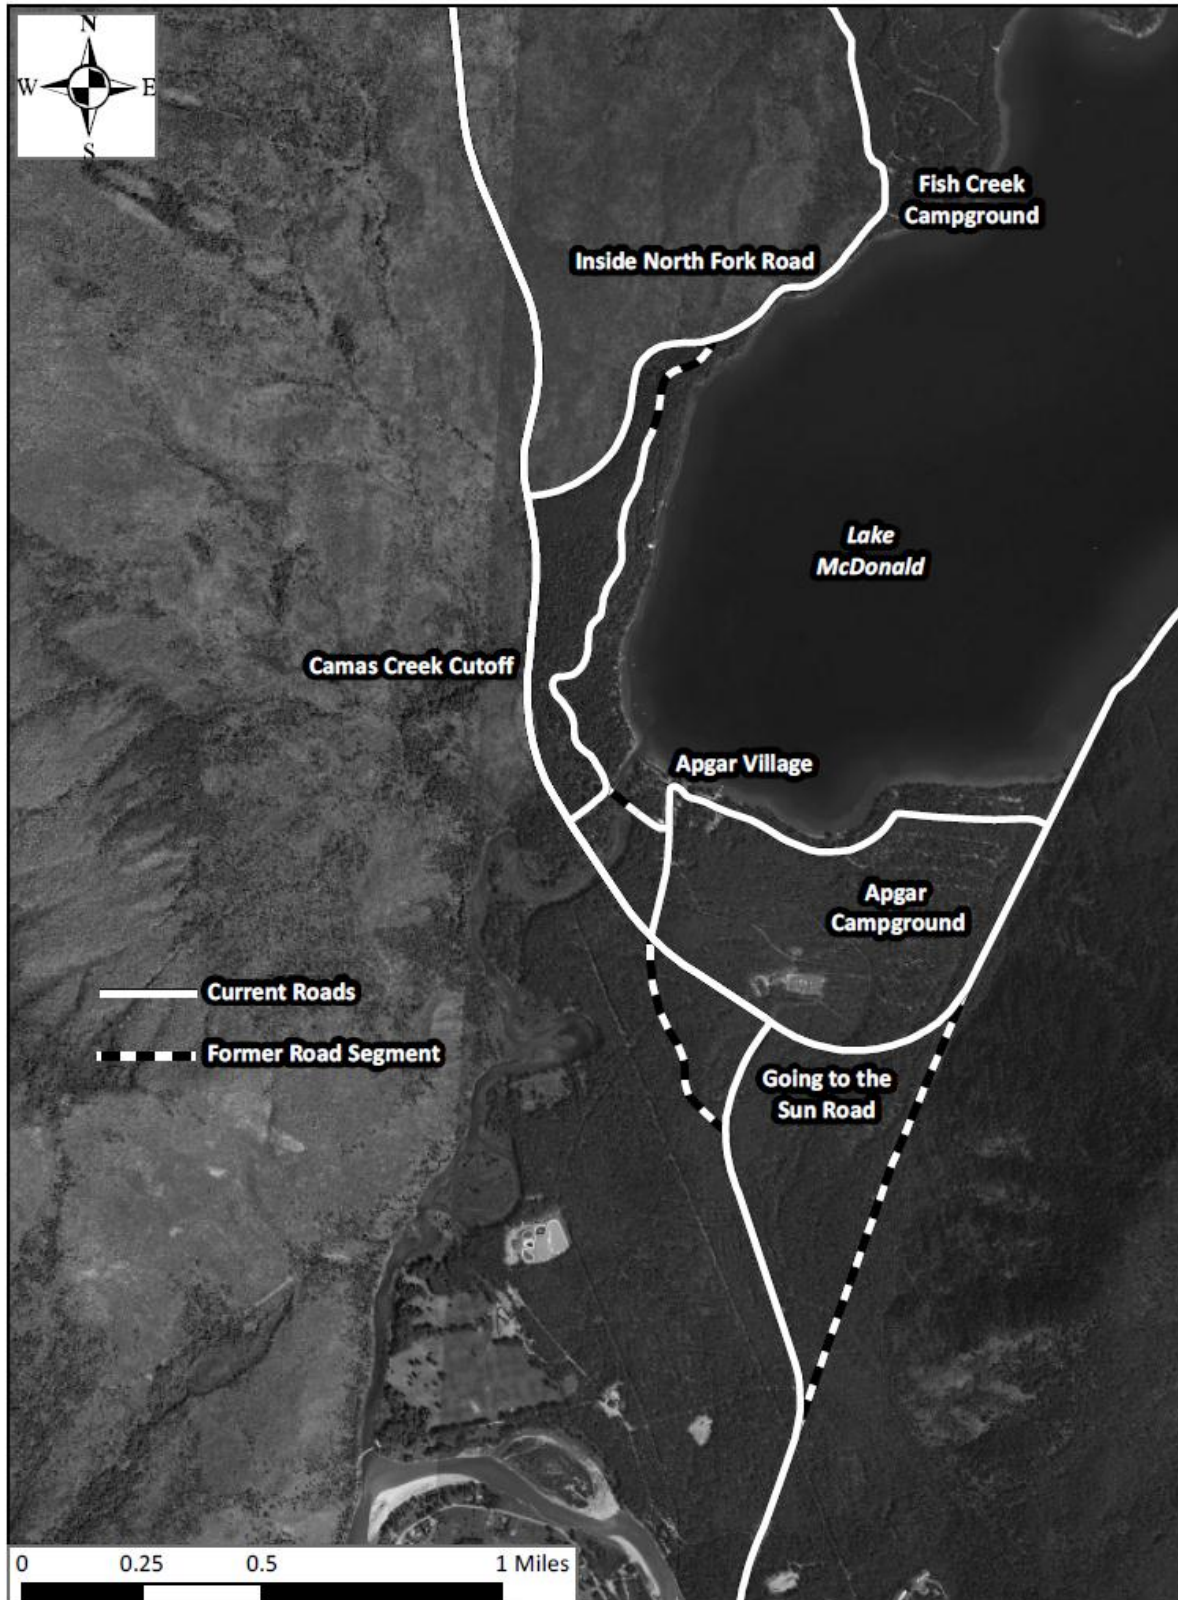 N
W E
S
Fish Creek
Campground
Inside North Fork Road
Lake
McDonald
Camas Creek Cutoff
Apgar Village
Apgar
Campground
Current Roads
Former Road Segment
Going to the
Sun Road
0 0.25 0.5 1 Miles